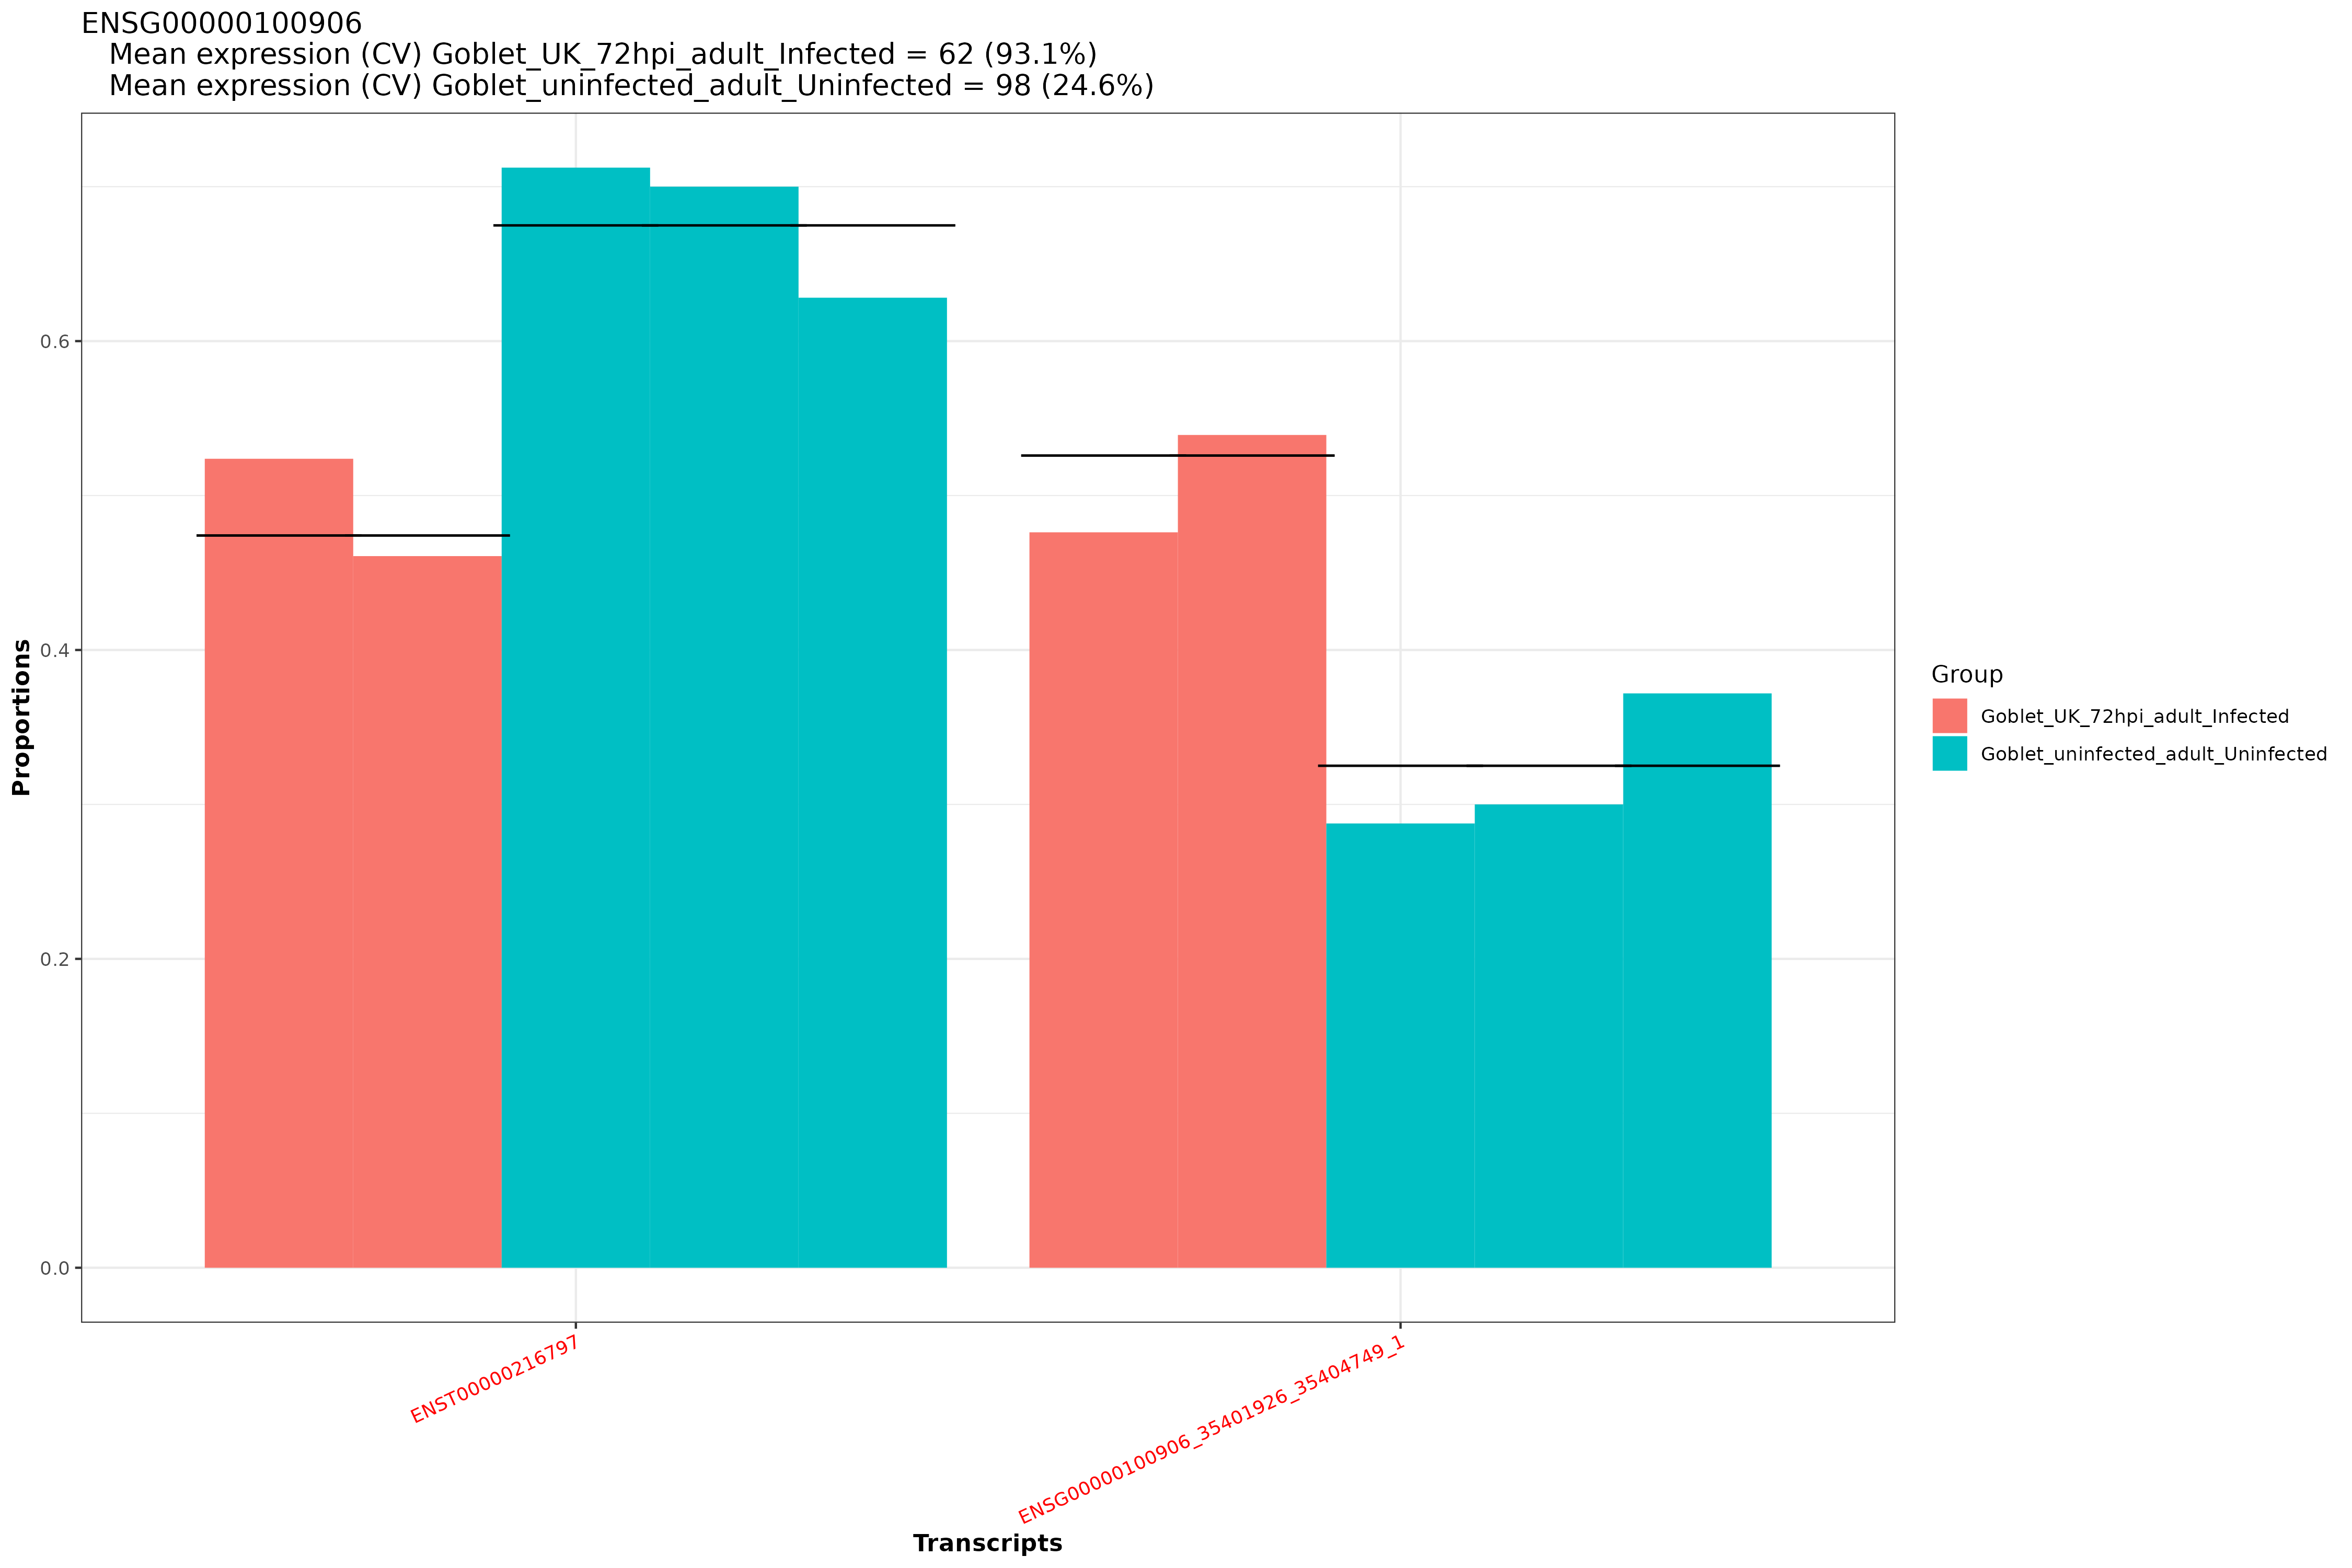 ENSG00000100906
Mean expression (CV) Goblet_UK_72hpi_adult_Infected = 62 (93.1%)
Mean expression (CV) Goblet_uninfected_adult_Uninfected = 98 (24.6%)
Proportions
0.6
0.4
0.2
0.0
ENST00000216797
ENSG00000100906_35401926_35404749_1
Transcripts
Group
Goblet_UK_72hpi_adult_Infected
Goblet_uninfected_adult_Uninfected